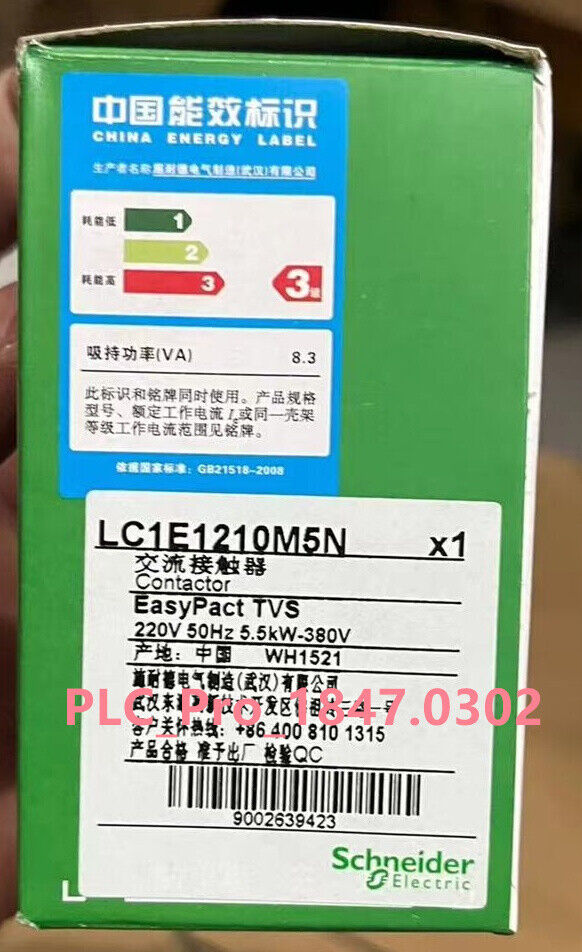 中国能效标识
CHINA ENERGY LABEL
生产者名称 施耐德电气制造(武汉)有限公司
耗能低
1
2
耗能高
3
3级
吸持功率(VA) 8.3
此标识和铭牌同时使用。产品规格
型号、额定工作电流 Ie或同一壳架
等级工作电流范围见铭牌。
依据国家标准: GB21518-2008
LC1E1210M5N x1
交流接触器
Contactor
EasyPact TVS
220V 50Hz 5.5kW-380V
产地: 中国 WH1521
施耐德电气制造(武汉)有限公司
PLC_Pro_1847.0302
客户关怀热线: +86 400 810 1315
产品合格 准予出厂 检验QC
9002639423
Schneider
Electric